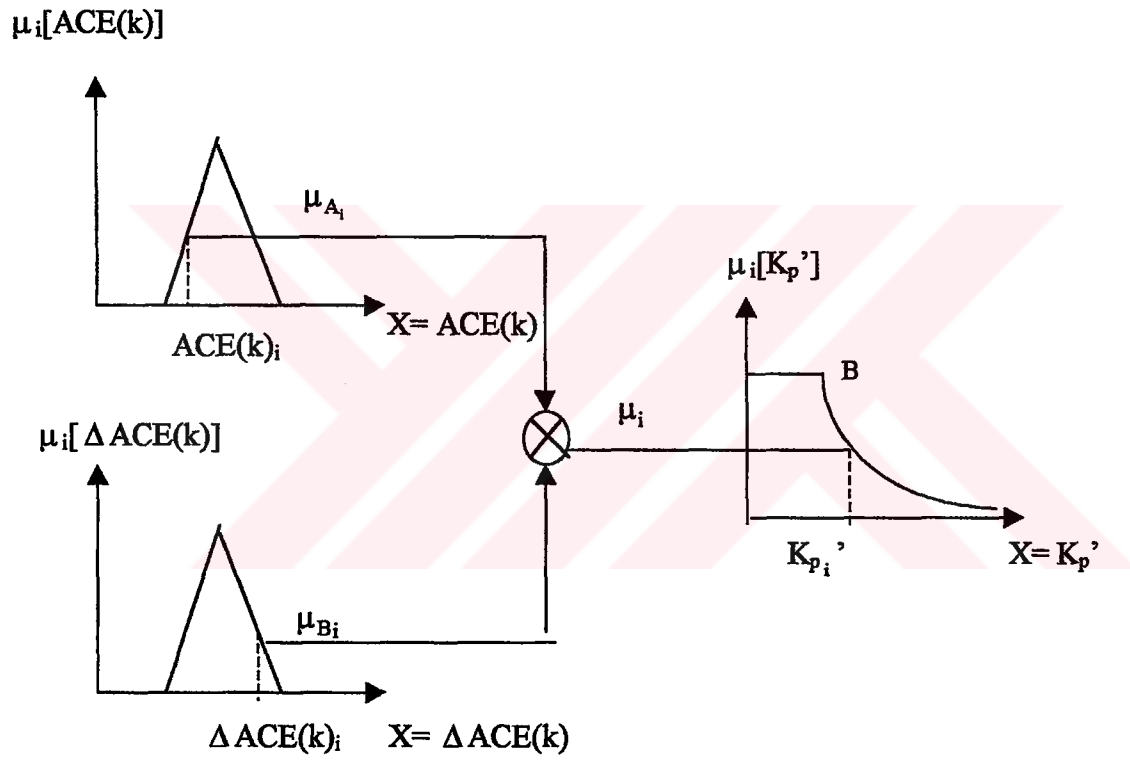 μi[ACE(k)]
μAi
X= ACE(k)
ACE(k)i
μi[Kp’]
B
μi
Kpi’
X= Kp’
μi[ΔACE(k)]
μBi
ΔACE(k)i X= ΔACE(k)